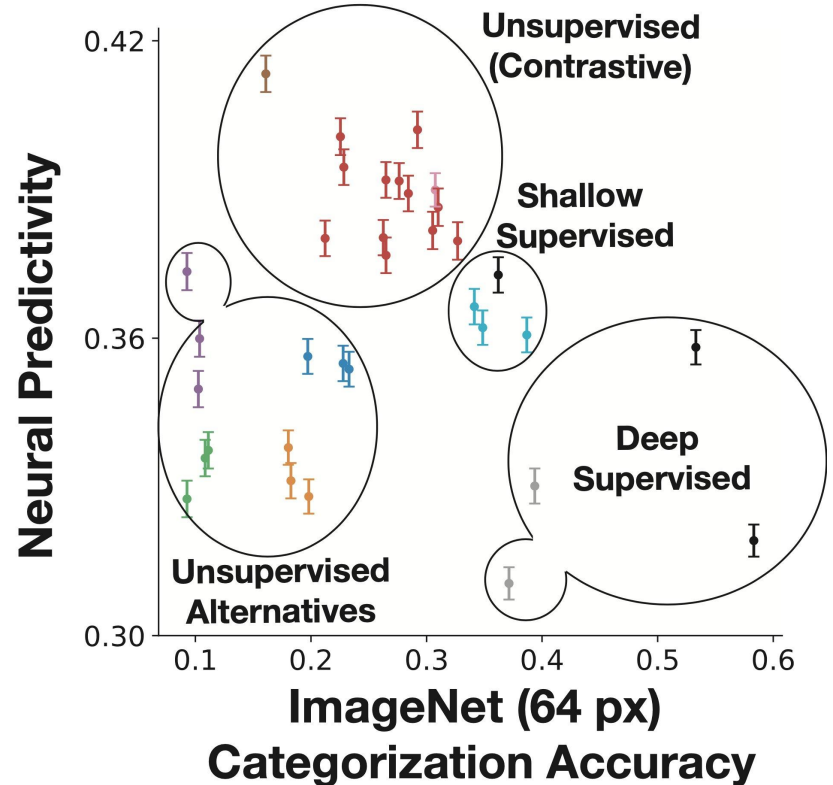 Unsupervised
(Contrastive)
Shallow
Supervised
Deep
Supervised
Unsupervised
Alternatives
Neural Predictivity
0.42
0.36
0.30
0.1 0.2 0.3 0.4 0.5 0.6
ImageNet (64 px)
Categorization Accuracy